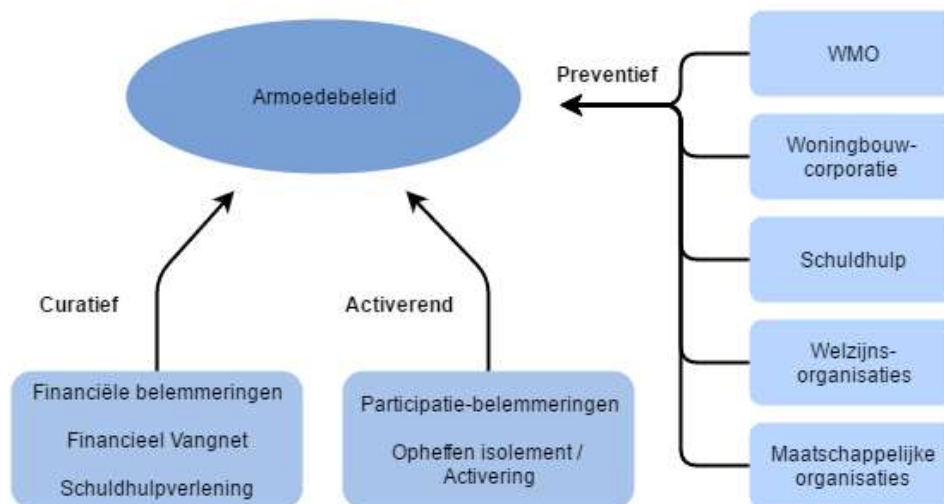 Armoedebeleid
Preventief
WMO
Woningbouw-
corporatie
Schuldhulp
Welzijns-
organisaties
Maatschappelijke
organisaties
Curatief
Activerend
Financiële belemmeringen
Financieel Vangnet
Schuldhulpverlening
Participatie-belemmeringen
Opheffen isolement /
Activering